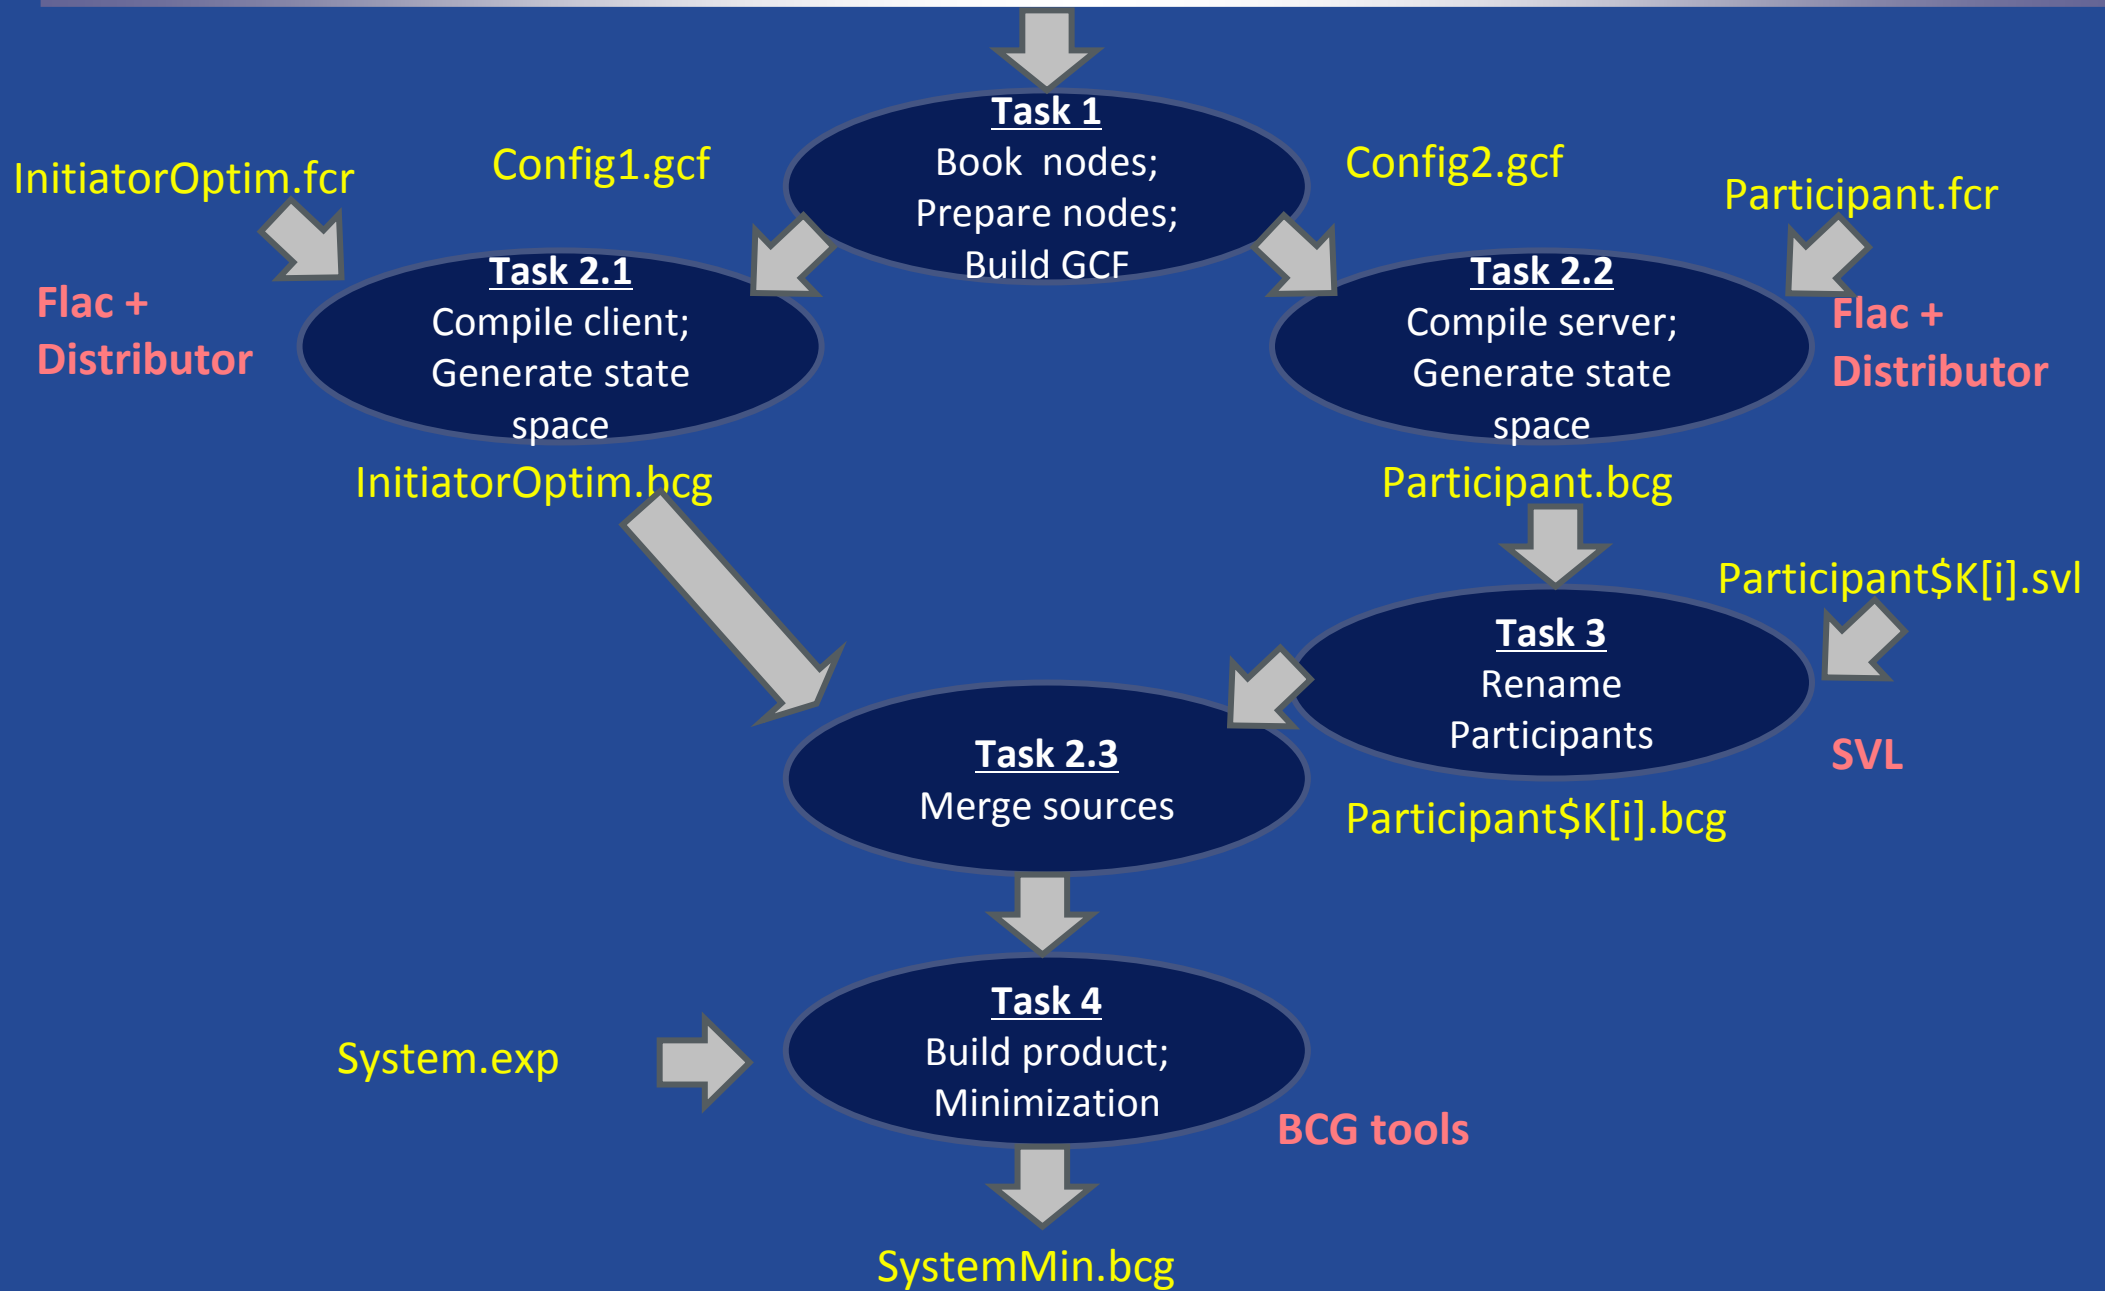 Task 1
Book  nodes;
Prepare nodes;
Build GCF
Config1.gcf
Config2.gcf
InitiatorOptim.fcr
Participant.fcr
Task 2.1
Compile client;
Generate state
space
Flac +
Distributor
Task 2.2
Compile server;
Generate state
space
Flac +
Distributor
InitiatorOptim.bcg
Participant.bcg
Participant$K[i].svl
Task 3
Rename
Participants
SVL
Task 2.3
Merge sources
Participant$K[i].bcg
Task 4
Build product;
Minimization
System.exp
BCG tools
SystemMin.bcg